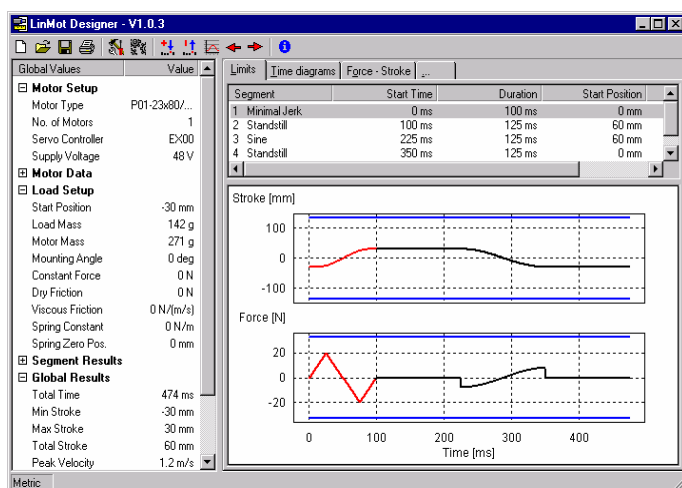 LinMot Designer - V1.0.3
Global Values Value
Motor Setup
Motor Type P01-23x80/...
No. of Motors 1
Servo Controller EX00
Supply Voltage 48 V
Motor Data
Load Setup
Start Position -30 mm
Load Mass 142 g
Motor Mass 271 g
Mounting Angle 0 deg
Constant Force 0 N
Dry Friction 0 N
Viscous Friction 0 N/(m/s)
Spring Constant 0 N/m
Spring Zero Pos. 0 mm
Segment Results
Global Results
Total Time 474 ms
Min Stroke -30 mm
Max Stroke 30 mm
Total Stroke 60 mm
Peak Velocity 1.2 m/s
Limits Time diagrams Force - Stroke ...
Segment Start Time Duration Start Position
1 Minimal Jerk 0 ms 100 ms 0 mm
2 Standstill 100 ms 125 ms 60 mm
3 Sine 225 ms 125 ms 60 mm
4 Standstill 350 ms 125 ms 0 mm
Stroke [mm]
100
0
-100
Force [N]
20
0
-20
0 100 200 300 400
Time [ms]
Metric